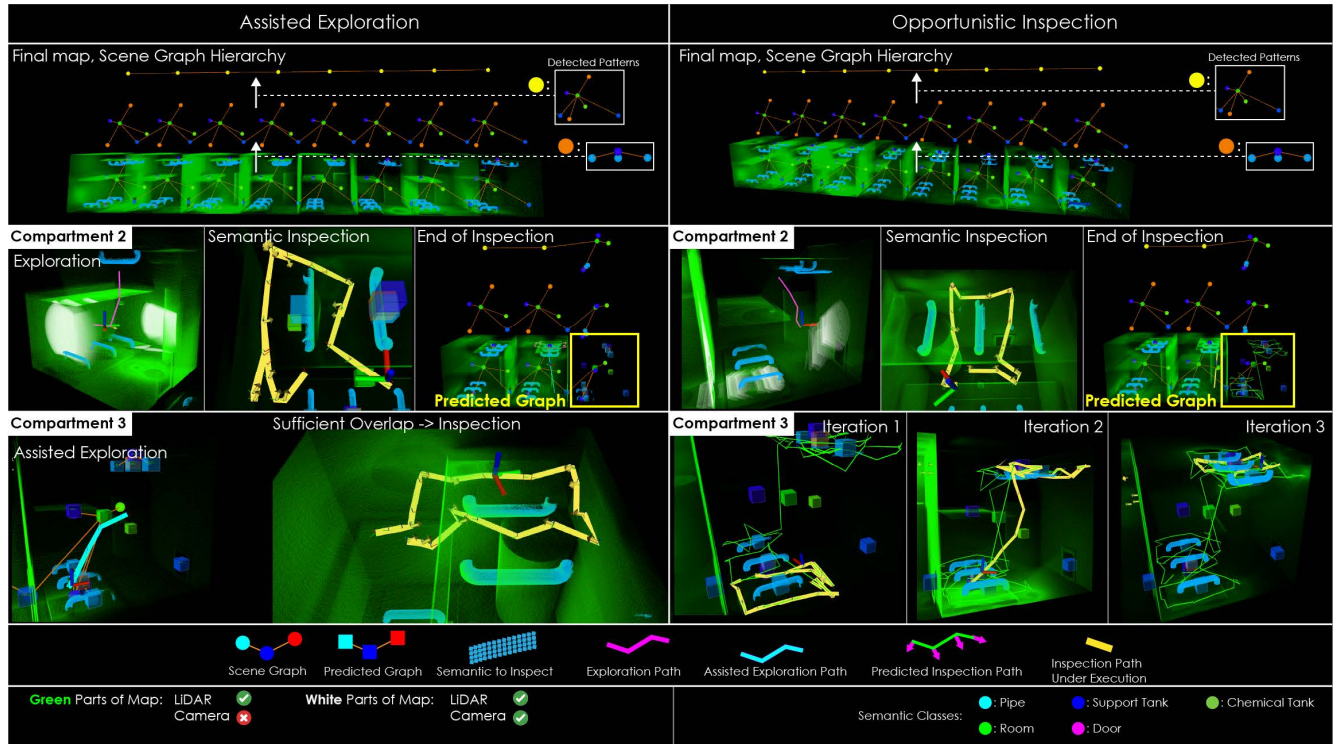 Assisted Exploration
Opportunistic Inspection
Final map, Scene Graph Hierarchy
Detected Patterns
:
:
Final map, Scene Graph Hierarchy
Detected Patterns
:
:
Compartment 2
Exploration
Semantic Inspection
End of Inspection
Predicted Graph
Compartment 2
Semantic Inspection
End of Inspection
Predicted Graph
Compartment 3
Assisted Exploration
Sufficient Overlap -> Inspection
Compartment 3
Iteration 1
Iteration 2
Iteration 3
Scene Graph
Predicted Graph
Semantic to Inspect
Exploration Path
Assisted Exploration Path
Predicted Inspection Path
Inspection Path
Under Execution
Green Parts of Map: LiDAR
Camera
White Parts of Map: LiDAR
Camera
Semantic Classes:
: Pipe
: Support Tank
: Chemical Tank
: Room
: Door